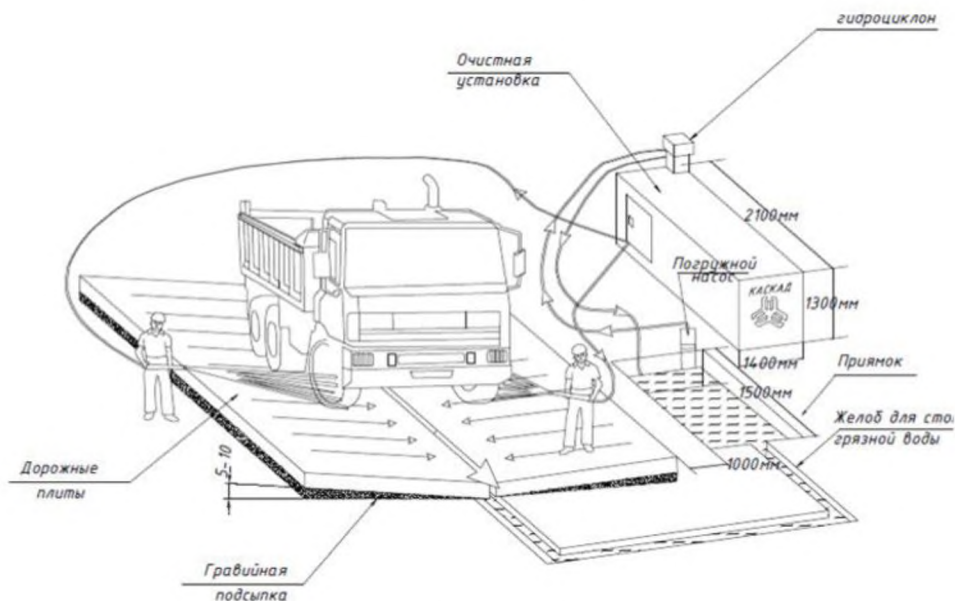 гидроциклон
Очистная
установка
2100мм
Погружной
насос
КАСКАД
1300мм
1400мм
1500мм
Приямок
Желоб для сто
грязной воды
1000мм
Дорожные
плиты
5-10
Гравийная
подсыпка